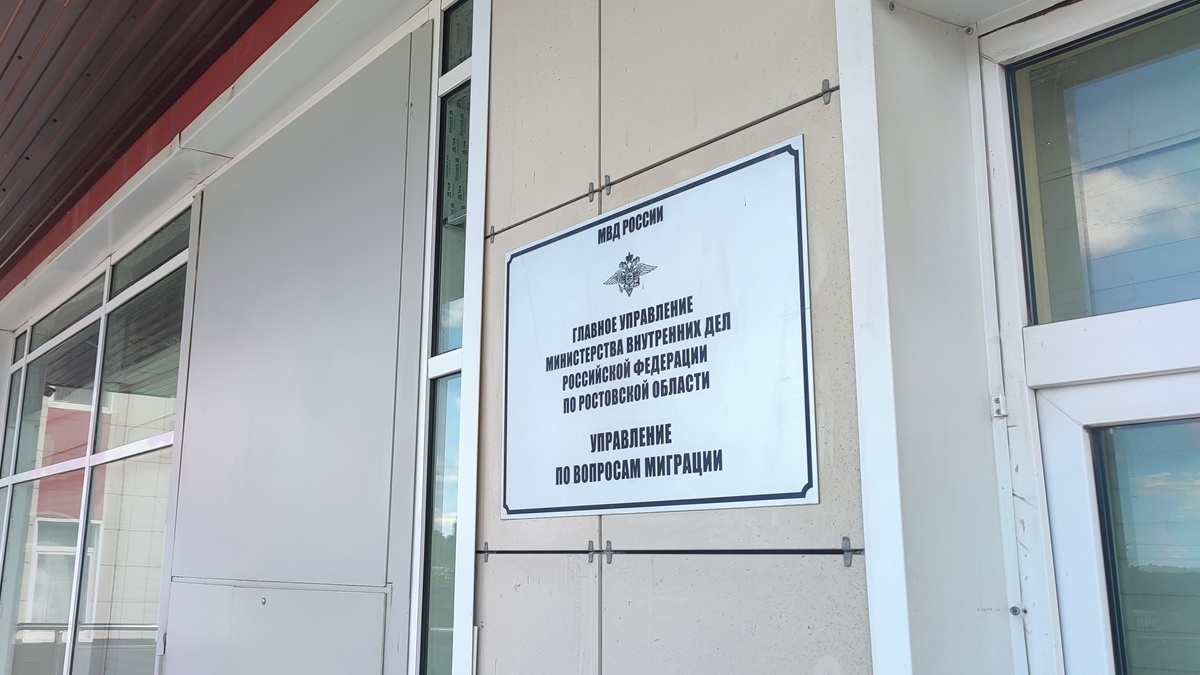 МВД РОССИИ
ГЛАВНОЕ УПРАВЛЕНИЕ
МИНИСТЕРСТВА ВНУТРЕННИХ ДЕЛ
РОССИЙСКОЙ ФЕДЕРАЦИИ
ПО РОСТОВСКОЙ ОБЛАСТИ
УПРАВЛЕНИЕ
ПО ВОПРОСАМ МИГРАЦИИ